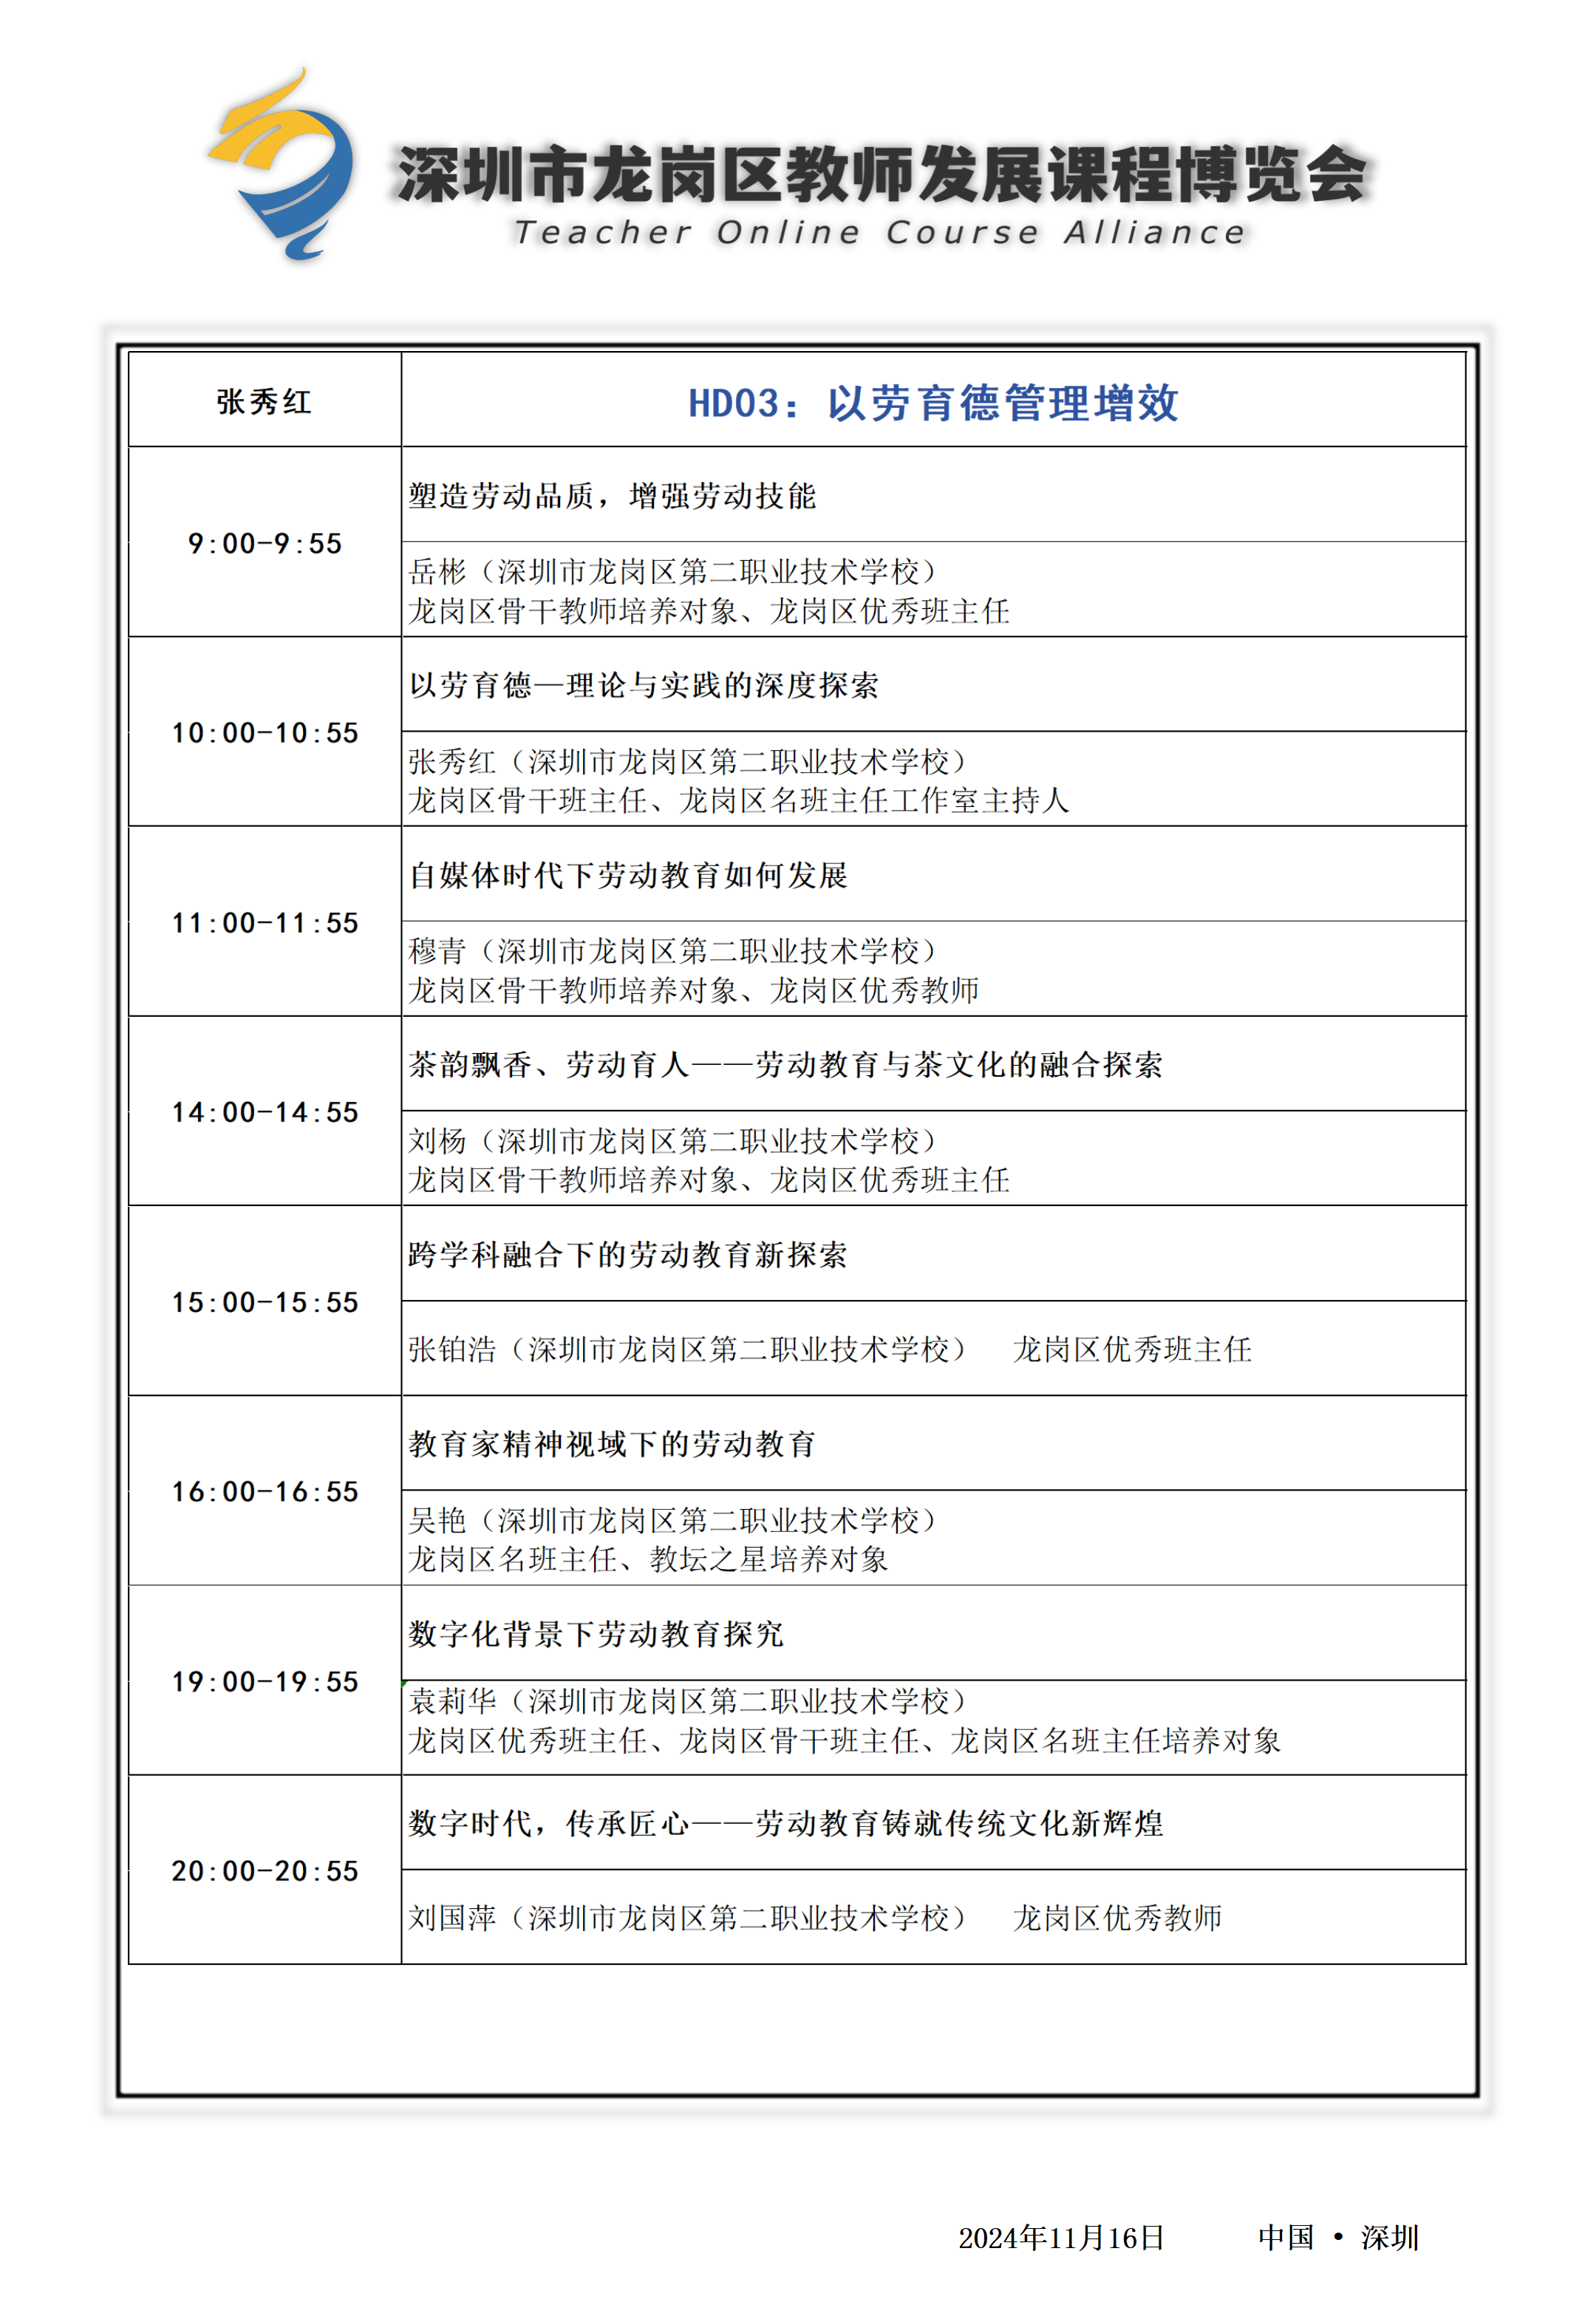 深圳市龙岗区教师发展课程博览会
Teacher Online Course Alliance
张秀红
HD03：以劳育德管理增效
9:00-9:55
塑造劳动品质，增强劳动技能
岳彬（深圳市龙岗区第二职业技术学校）
龙岗区骨干教师培养对象、龙岗区优秀班主任
10:00-10:55
以劳育德—理论与实践的深度探索
张秀红（深圳市龙岗区第二职业技术学校）
龙岗区骨干班主任、龙岗区名班主任工作室主持人
11:00-11:55
自媒体时代下劳动教育如何发展
穆青（深圳市龙岗区第二职业技术学校）
龙岗区骨干教师培养对象、龙岗区优秀教师
14:00-14:55
茶韵飘香、劳动育人——劳动教育与茶文化的融合探索
刘杨（深圳市龙岗区第二职业技术学校）
龙岗区骨干教师培养对象、龙岗区优秀班主任
15:00-15:55
跨学科融合下的劳动教育新探索
张铂浩（深圳市龙岗区第二职业技术学校）　龙岗区优秀班主任
16:00-16:55
教育家精神视域下的劳动教育
吴艳（深圳市龙岗区第二职业技术学校）
龙岗区名班主任、教坛之星培养对象
19:00-19:55
数字化背景下劳动教育探究
袁莉华（深圳市龙岗区第二职业技术学校）
龙岗区优秀班主任、龙岗区骨干班主任、龙岗区名班主任培养对象
20:00-20:55
数字时代，传承匠心——劳动教育铸就传统文化新辉煌
刘国萍（深圳市龙岗区第二职业技术学校）　龙岗区优秀教师
2024年11月16日　中国 • 深圳